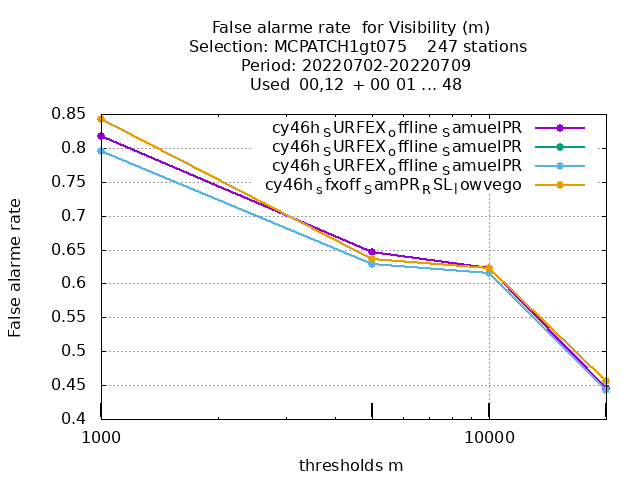 False alarme rate  for Visibility (m)
Selection: MCPATCH1gt075    247 stations
Period: 20220702-20220709
Used  00,12  + 00 01 ... 48
cy46h_SURFEX_offline_SamuelPR
cy46h_SURFEX_offline_SamuelPR
cy46h_SURFEX_offline_SamuelPR
cy46h_sfxoff_SamPR_RSL_lowvego
0.85
0.8
0.75
0.7
0.65
0.6
0.55
0.5
0.45
0.4
False alarme rate
1000
10000
thresholds m